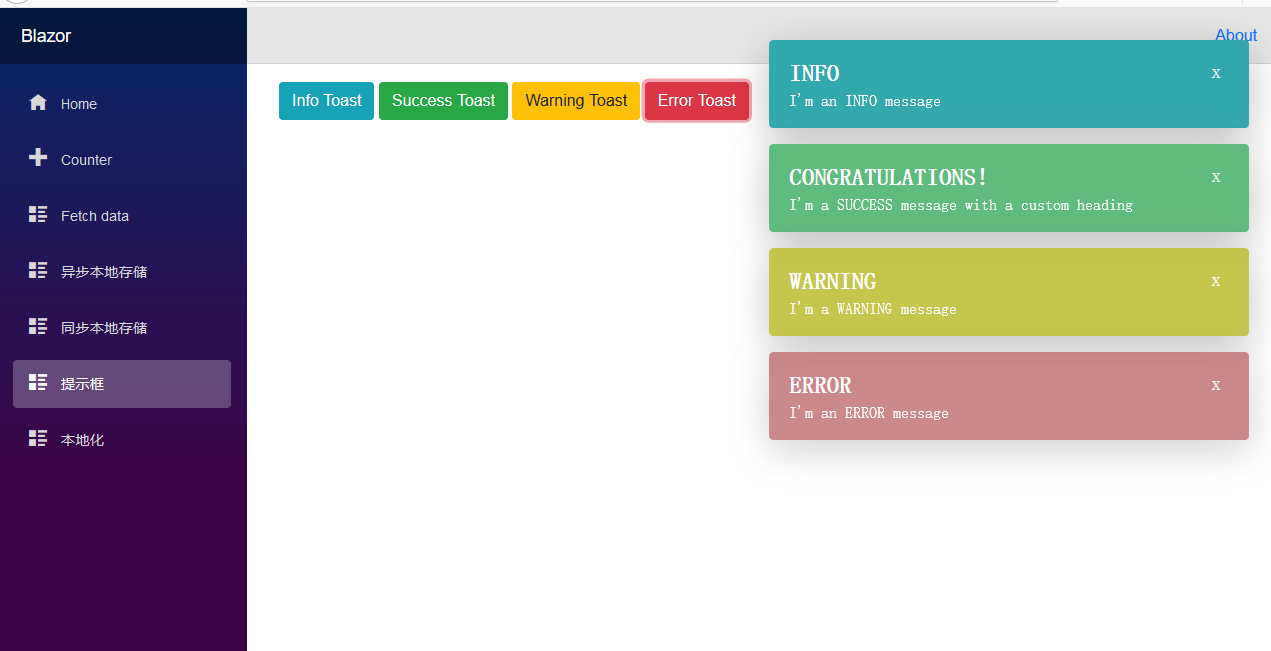 Blazor
About
Home
Counter
Fetch data
异步本地存储
同步本地存储
提示框
本地化
Info Toast
Success Toast
Warning Toast
Error Toast
INFO
x
I'm an INFO message
CONGRATULATIONS!
x
I'm a SUCCESS message with a custom heading
WARNING
x
I'm a WARNING message
ERROR
x
I'm an ERROR message